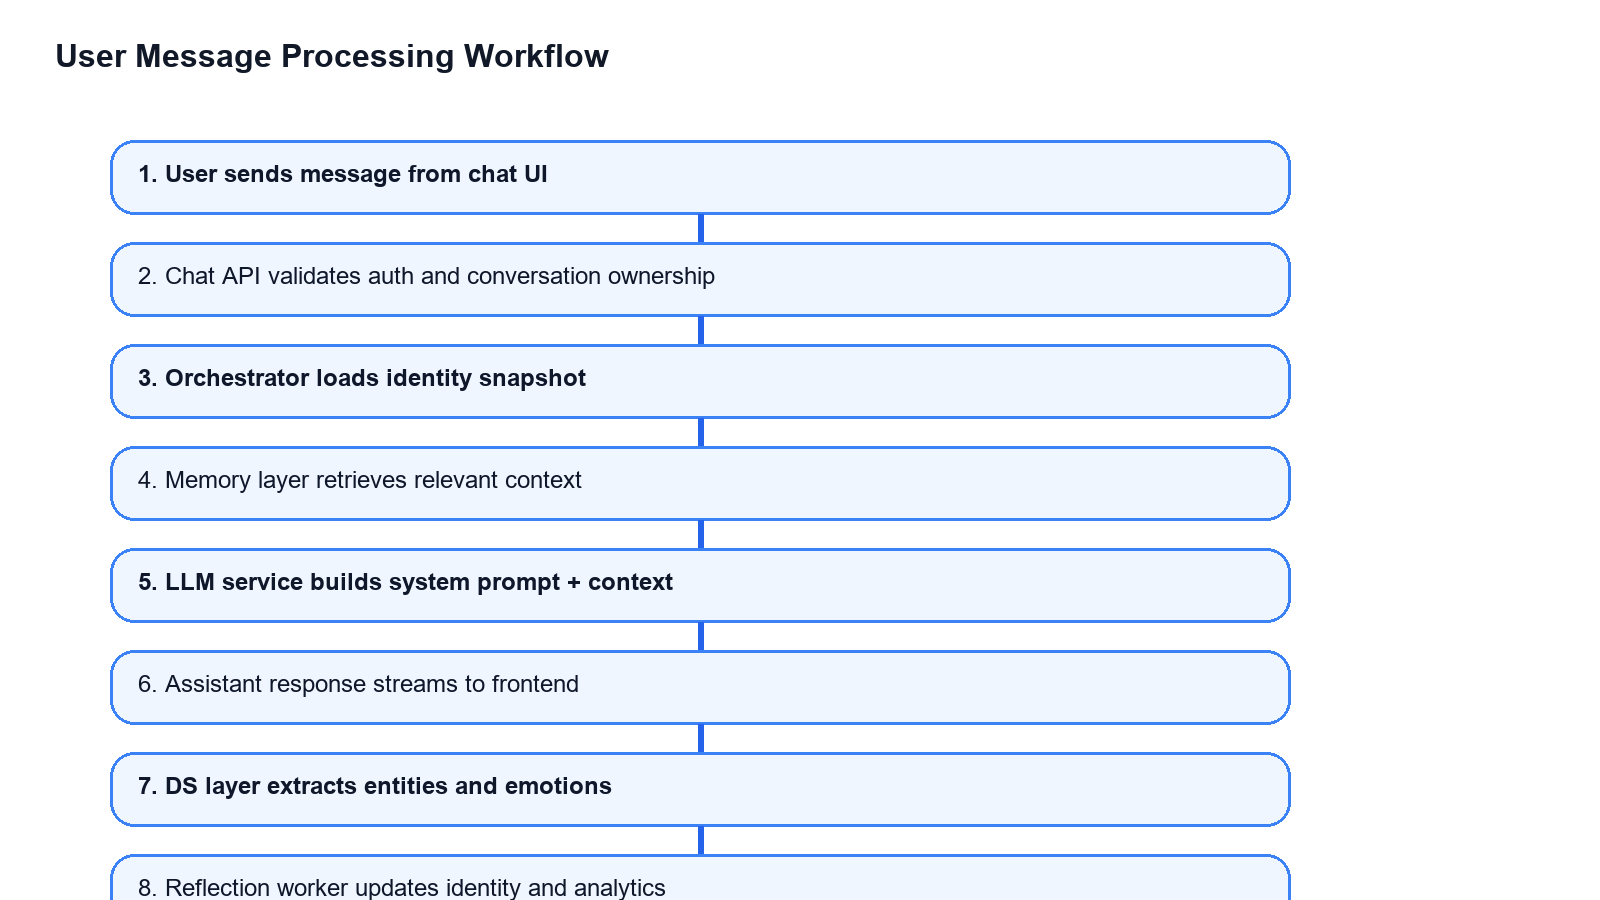 User Message Processing Workflow
1. User sends message from chat UI
2. Chat API validates auth and conversation ownership
3. Orchestrator loads identity snapshot
4. Memory layer retrieves relevant context
5. LLM service builds system prompt + context
6. Assistant response streams to frontend
7. DS layer extracts entities and emotions
8. Reflection worker updates identity and analytics